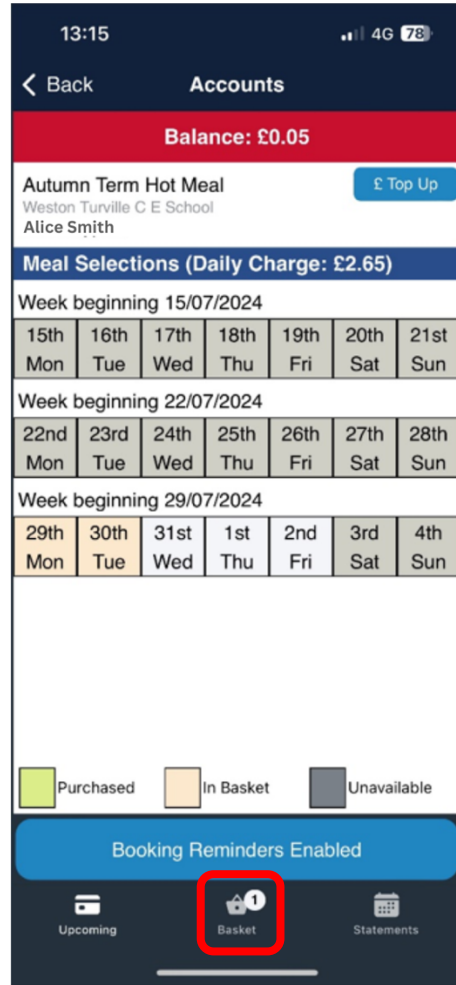 13:15 4G 78
Back Accounts
Balance: £0.05
Autumn Term Hot Meal £ Top Up
Weston Turville C E School
Alice Smith
Meal Selections (Daily Charge: £2.65)
Week beginning 15/07/2024
15th 16th 17th 18th 19th 20th 21st
Mon Tue Wed Thu Fri Sat Sun
Week beginning 22/07/2024
22nd 23rd 24th 25th 26th 27th 28th
Mon Tue Wed Thu Fri Sat Sun
Week beginning 29/07/2024
29th 30th 31st 1st 2nd 3rd 4th
Mon Tue Wed Thu Fri Sat Sun
Purchased In Basket Unavailable
Booking Reminders Enabled
1
Upcoming Basket Statements